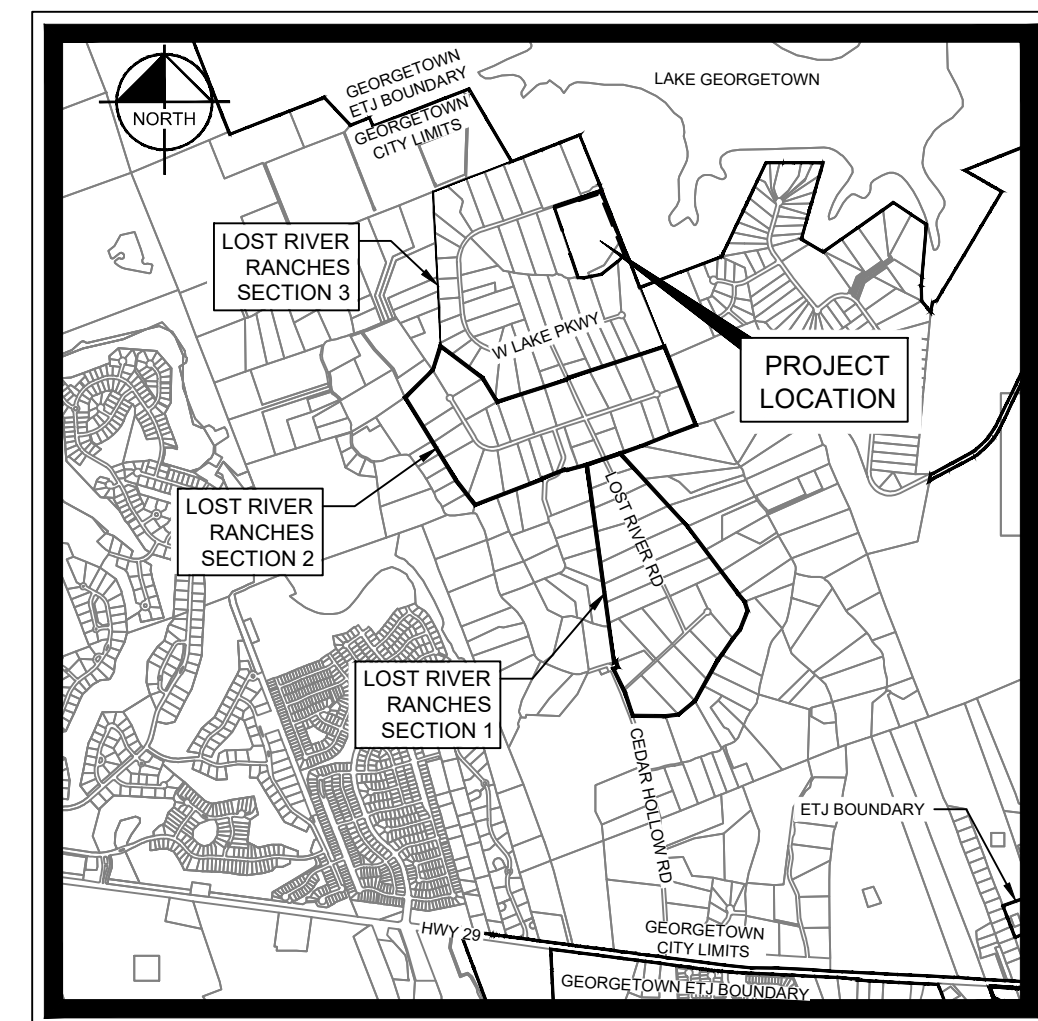 GEORGETOWN
ETJ BOUNDARY
GEORGETOWN
CITY LIMITS
LAKE GEORGETOWN
NORTH
LOST RIVER
RANCHES
SECTION 3
W LAKE PKWY
PROJECT
LOCATION
LOST RIVER
RANCHES
SECTION 2
LOST RIVER RD
LOST RIVER
RANCHES
SECTION 1
CEDAR HOLLOW RD
ETJ BOUNDARY
HWY 29
GEORGETOWN
CITY LIMITS
GEORGETOWN ETJ BOUNDARY